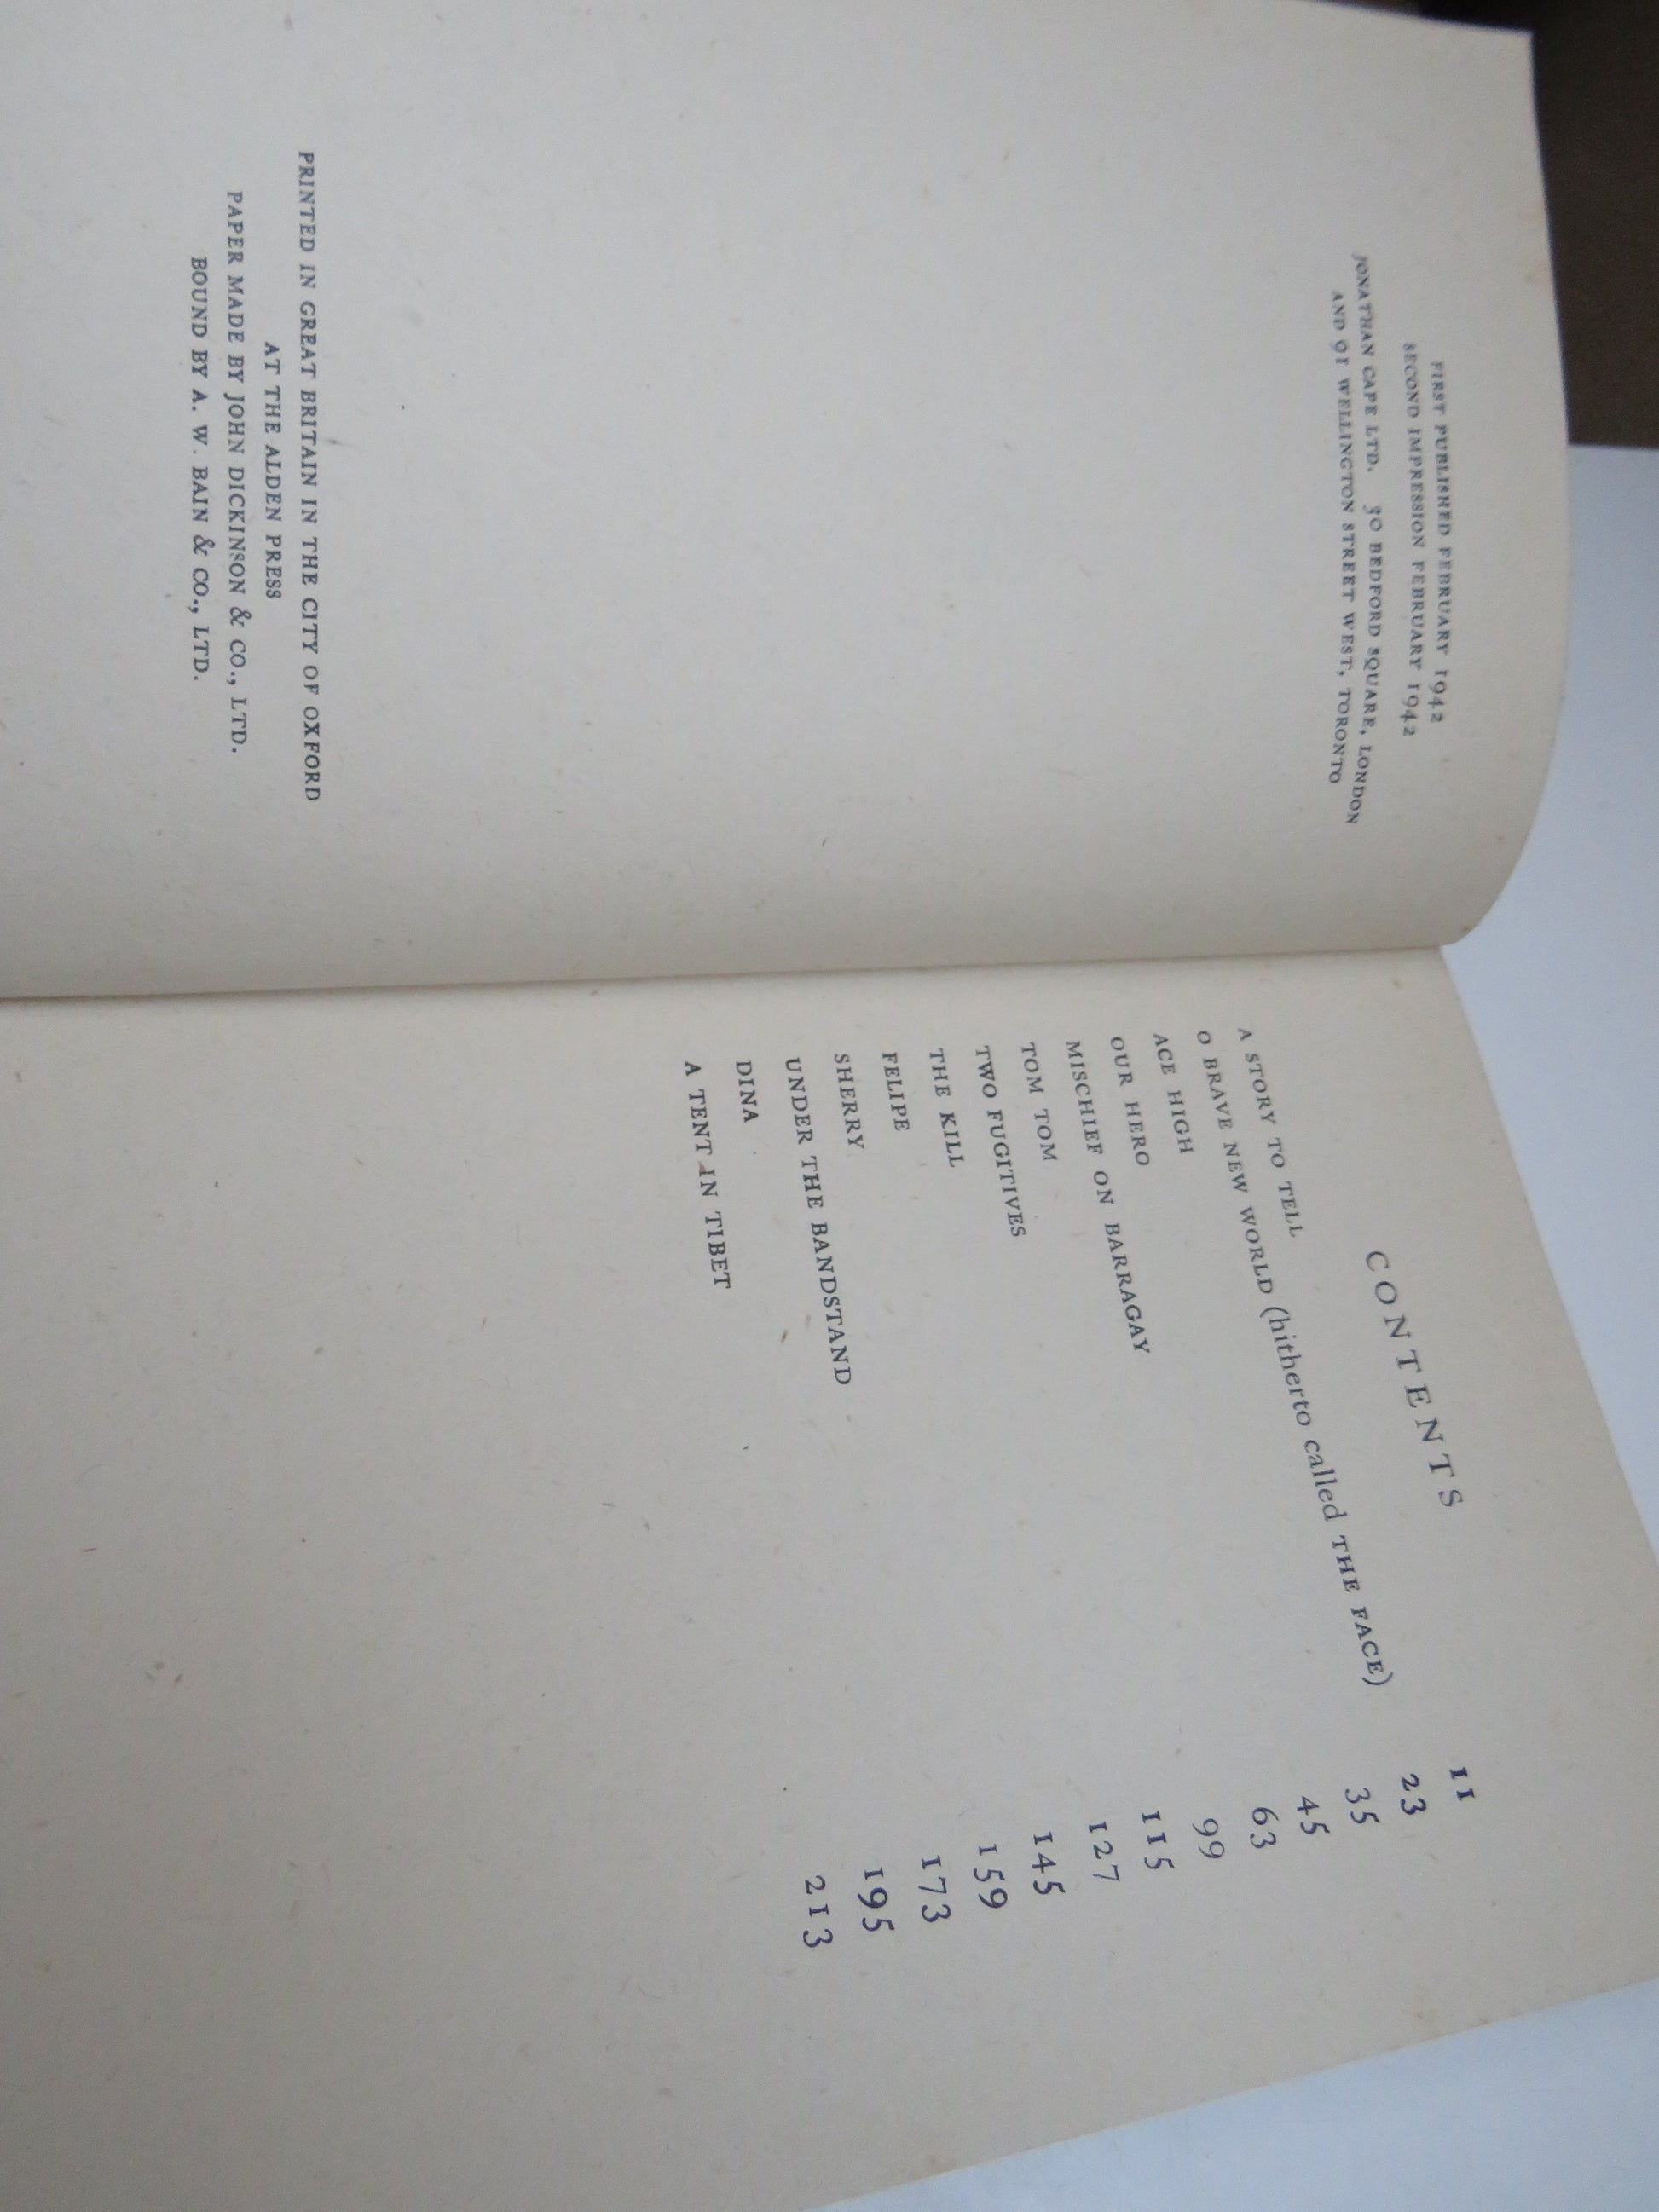 FIRST PUBLISHED FEBRUARY 1942
SECOND IMPRESSION FEBRUARY 1942
JONATHAN CAPE LTD. 30 BEDFORD SQUARE, LONDON
AND 91 WELLINGTON STREET WEST, TORONTO
PRINTED IN GREAT BRITAIN IN THE CITY OF OXFORD
AT THE ALDEN PRESS
PAPER MADE BY JOHN DICKINSON & CO., LTD.
BOUND BY A. W. BAIN & CO., LTD.
CONTENTS
A STORY TO TELL 11
O BRAVE NEW WORLD (hitherto called THE FACE) 23
ACE HIGH 35
OUR HERO 45
MISCHIEF ON BARRAGAY 63
TOM TOM 99
TWO FUGITIVES 115
THE KILL 127
FELIPE 145
SHERRY 159
UNDER THE BANDSTAND 173
DINA 195
A TENT IN TIBET 213